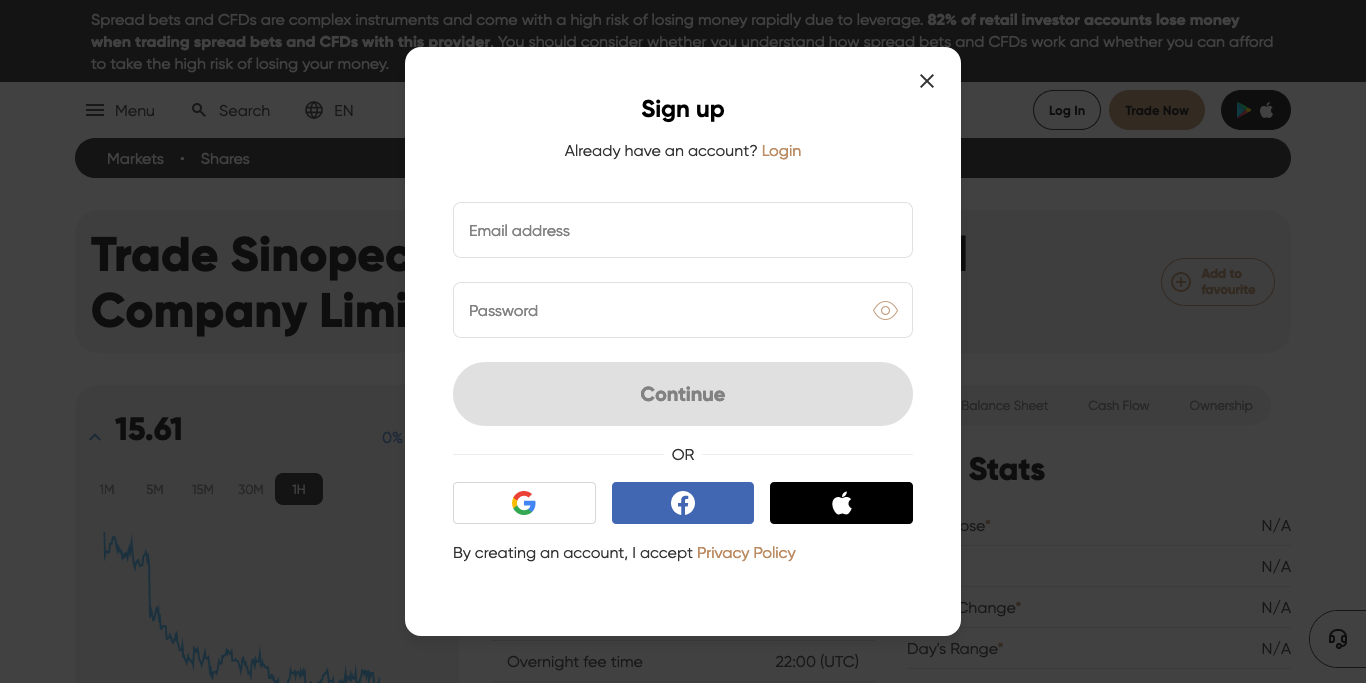 Spread bets and CFDs are complex instruments and come with a high risk of losing money rapidly due to leverage. 82% of retail investor accounts lose money
when trading spread bets and CFDs with this provider. You should consider whether you understand how spread bets and CFDs work and whether you can afford
to take the high risk of losing your money.
Menu
Search
EN
Log In
Trade Now
Markets
Shares
Trade Sinopec
Company Limi
Add to
favourite
Sign up
Already have an account? Login
Email address
Password
Continue
OR
By creating an account, I accept Privacy Policy
15.61
0%
1M
5M
15M
30M
1H
Balance Sheet
Cash Flow
Ownership
Stats
N/A
N/A
Change*
N/A
Day's Range*
N/A
Overnight fee time
22:00 (UTC)